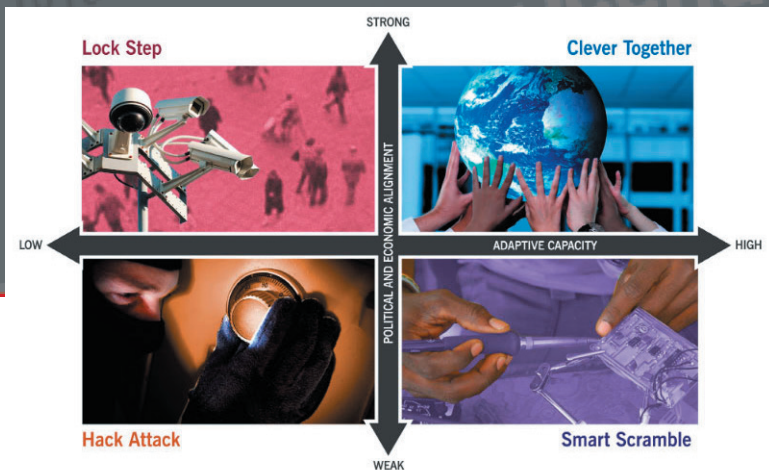 STRONG
Lock Step
Clever Together
POLITICAL AND ECONOMIC ALIGNMENT
LOW
ADAPTIVE CAPACITY
HIGH
Hack Attack
Smart Scramble
WEAK